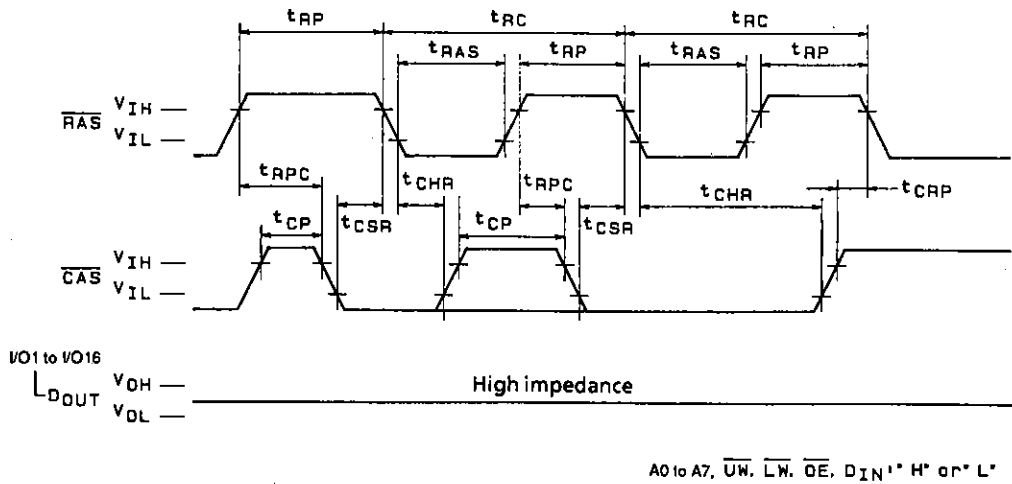 tRP tRC tRC
tRAS tRP tRAS tRP
RAS VIH
VIL
tRPC tCHR tRPC tCHR tCRP
tCP tCSR tCP tCSR
CAS VIH
VIL
I/O1 to I/O16
DOUT VOH High impedance
VOL
A0 to A7, UW, LW, OE, DIN: "H" or "L"